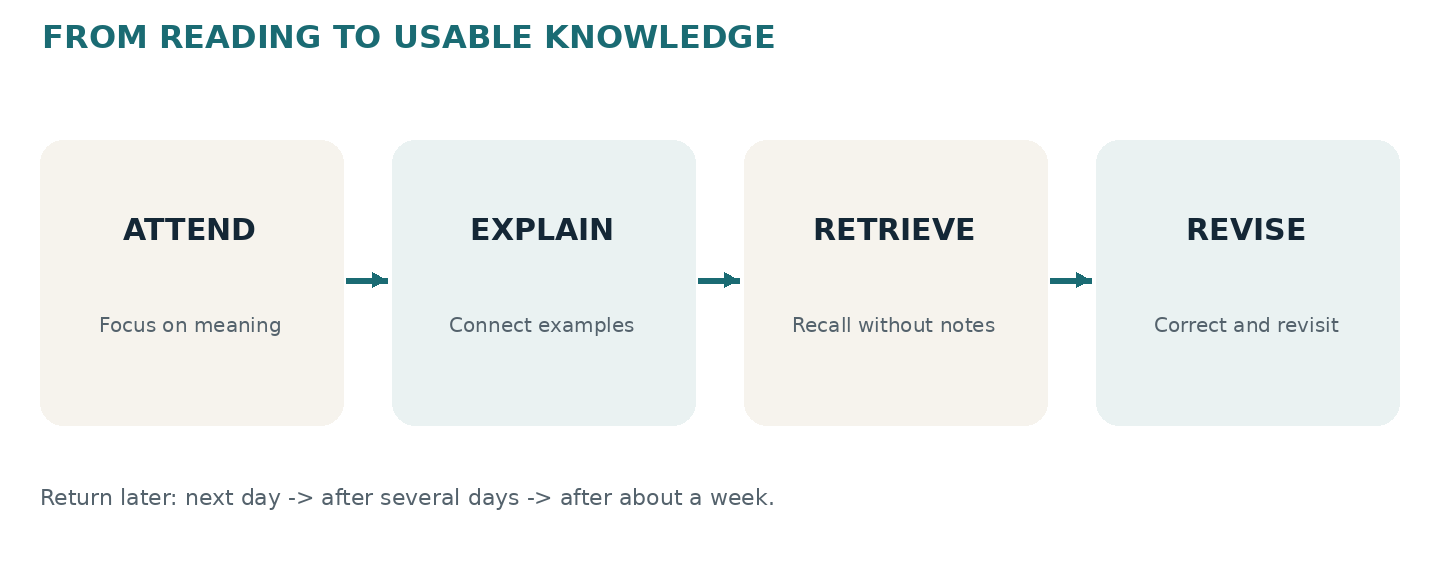 FROM READING TO USABLE KNOWLEDGE
ATTEND
Focus on meaning
EXPLAIN
Connect examples
RETRIEVE
Recall without notes
REVISE
Correct and revisit
Return later: next day -> after several days -> after about a week.